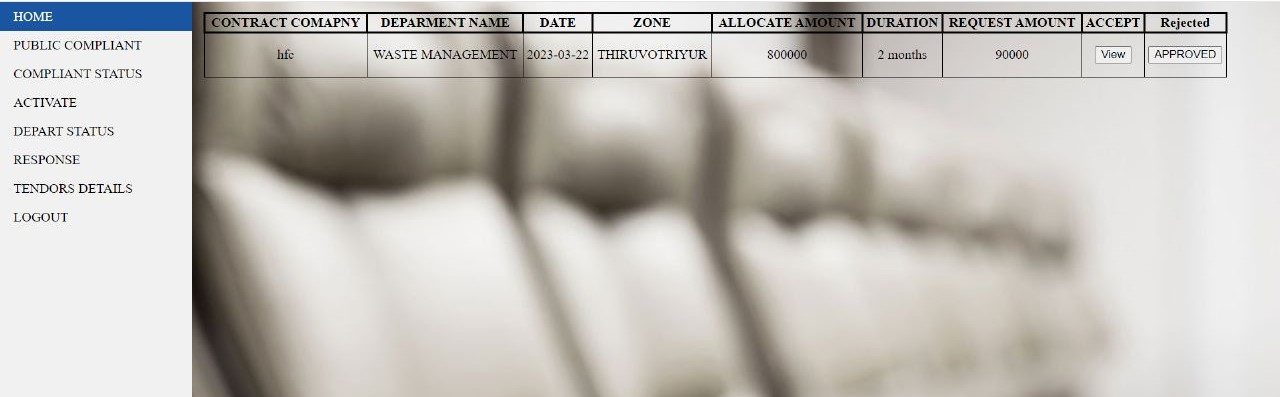 HOME
PUBLIC COMPLIANT
COMPLIANT STATUS
ACTIVATE
DEPART STATUS
RESPONSE
TENDORS DETAILS
LOGOUT
CONTRACT COMAPNY DEPARMENT NAME DATE ZONE ALLOCATE AMOUNT DURATION REQUEST AMOUNT ACCEPT Rejected
hfc WASTE MANAGEMENT 2023-03-22 THIRUVOTRIYUR 800000 2 months 90000 View APPROVED